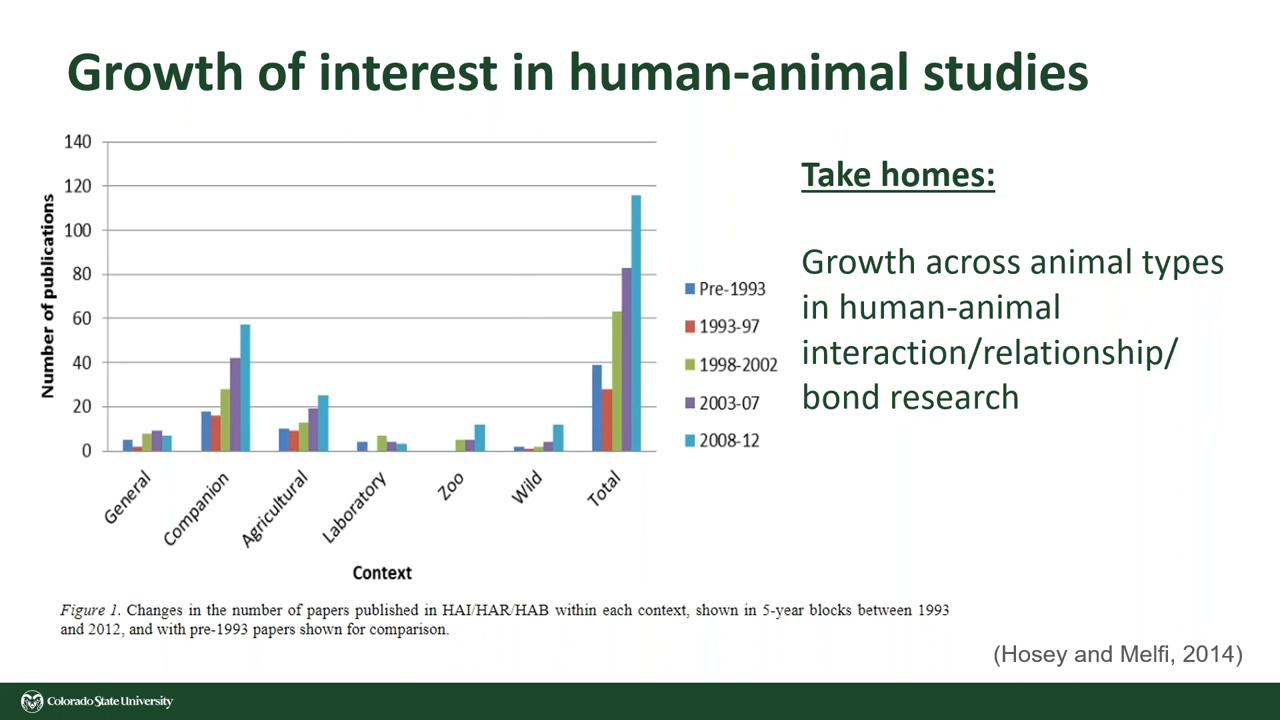 Growth of interest in human-animal studies
140
120
100
80
60
40
20
0
Number of publications
General
Companion
Agricultural
Laboratory
Zoo
Wild
Total
Context
Pre-1993
1993-97
1998-2002
2003-07
2008-12
Take homes:
Growth across animal types
in human-animal
interaction/relationship/
bond research
Figure 1. Changes in the number of papers published in HAI/HAR/HAB within each context, shown in 5-year blocks between 1993
and 2012, and with pre-1993 papers shown for comparison.
(Hosey and Melfi, 2014)
Colorado State University